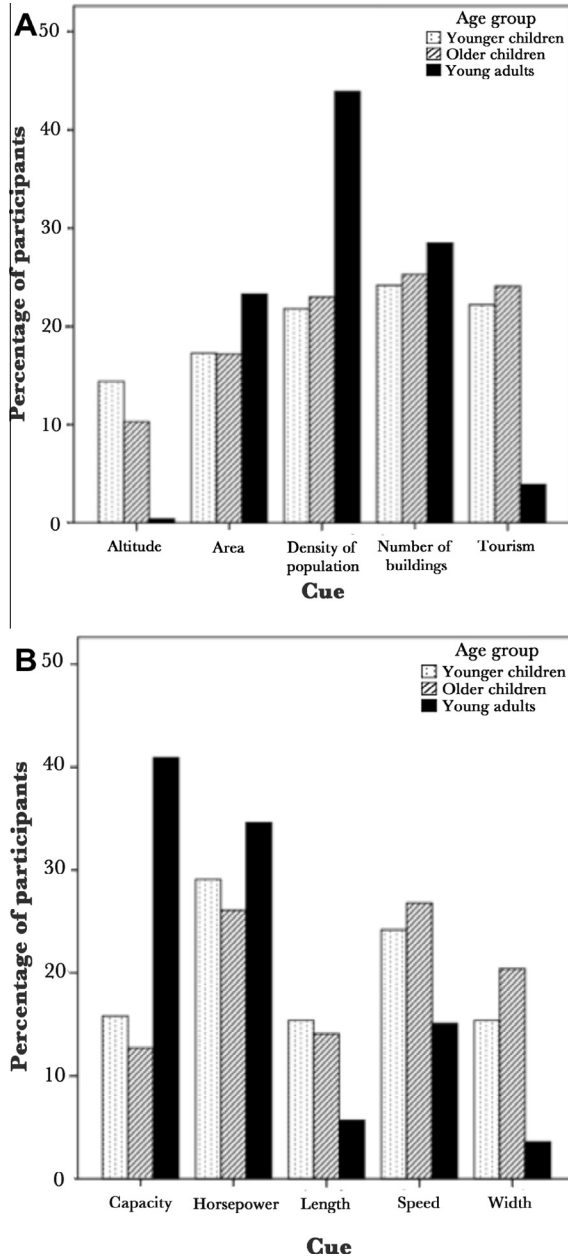 A
50
40
30
20
10
0
Percentage of participants
Age group
Younger children
Older children
Young adults
Altitude
Area
Density of
population
Number of
buildings
Tourism
Cue
B
50
40
30
20
10
0
Percentage of participants
Age group
Younger children
Older children
Young adults
Capacity
Horsepower
Length
Speed
Width
Cue